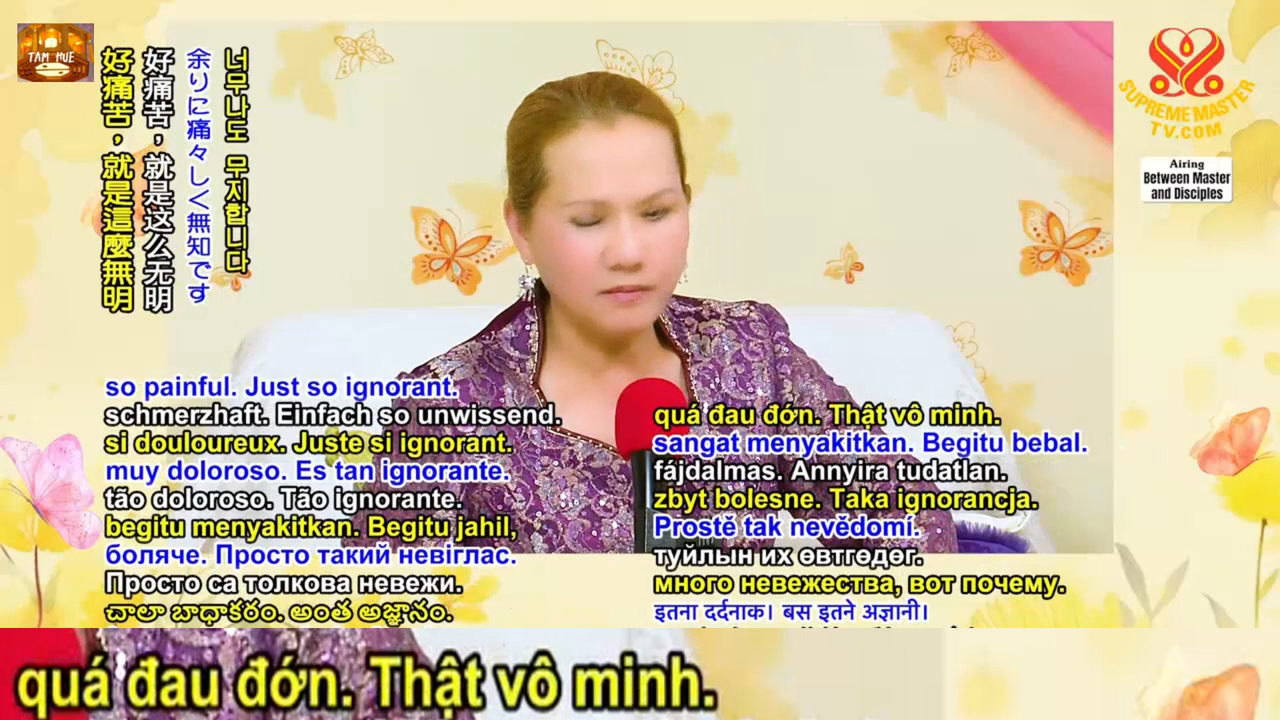 TAM HUE
好痛苦，就是這麼無明
好痛苦，就是这么无明
余りに痛々しく無知です
너무나도 무지합니다
SUPREME MASTER
TV.COM
Airing
Between Master
and Disciples
so painful. Just so ignorant.
schmerzhaft. Einfach so unwissend.
si douloureux. Juste si ignorant.
muy doloroso. Es tan ignorante.
tão doloroso. Tão ignorante.
begitu menyakitkan. Begitu jahil,
боляче. Просто такий невіглас.
Просто са толкова невежи.
చాలా బాధాకరం. అంత అజ్ఞానం.
quá đau đớn. Thật vô minh.
sangat menyakitkan. Begitu bebal.
fájdalmas. Annyira tudatlan.
zbyt bolesne. Taka ignorancja.
Prostě tak nevědomí.
туйлын их өвтгөдөг.
много невежества, вот почему.
इतना दर्दनाक। बस इतने अज्ञानी।
quá đau đớn. Thật vô minh.